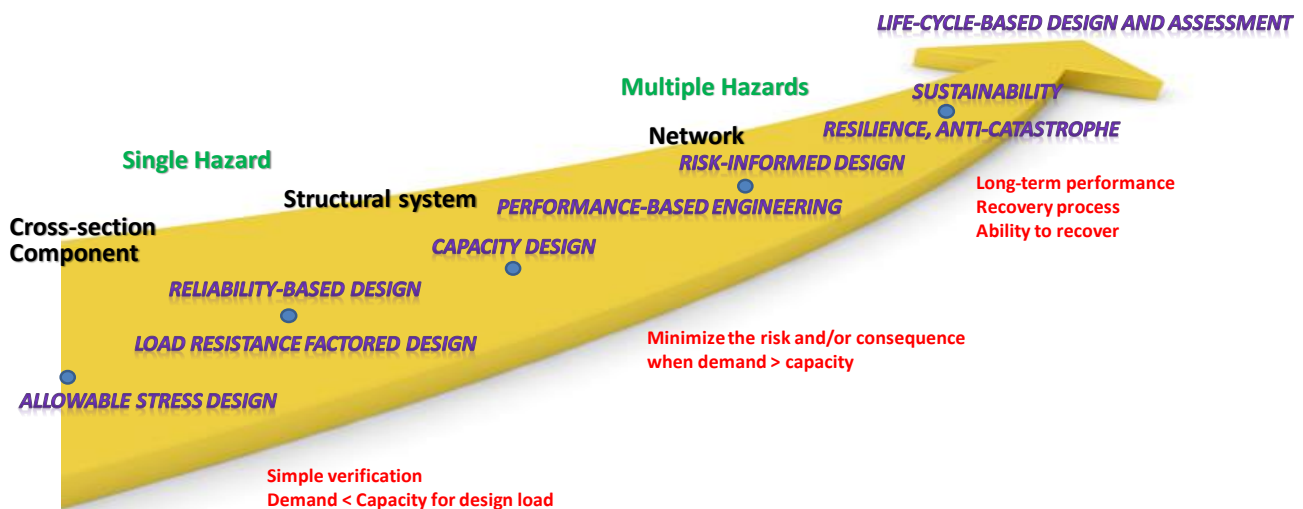 LIFE-CYCLE-BASED DESIGN AND ASSESSMENT
Multiple Hazards
SUSTAINABILITY
RESILIENCE, ANTI-CATASTROPHE
Network
RISK-INFORMED DESIGN
Single Hazard
Long-term performance
Recovery process
Ability to recover
Structural system
PERFORMANCE-BASED ENGINEERING
Cross-section
Component
CAPACITY DESIGN
RELIABILITY-BASED DESIGN
LOAD RESISTANCE FACTORED DESIGN
Minimize the risk and/or consequence
when demand > capacity
ALLOWABLE STRESS DESIGN
Simple verification
Demand < Capacity for design load